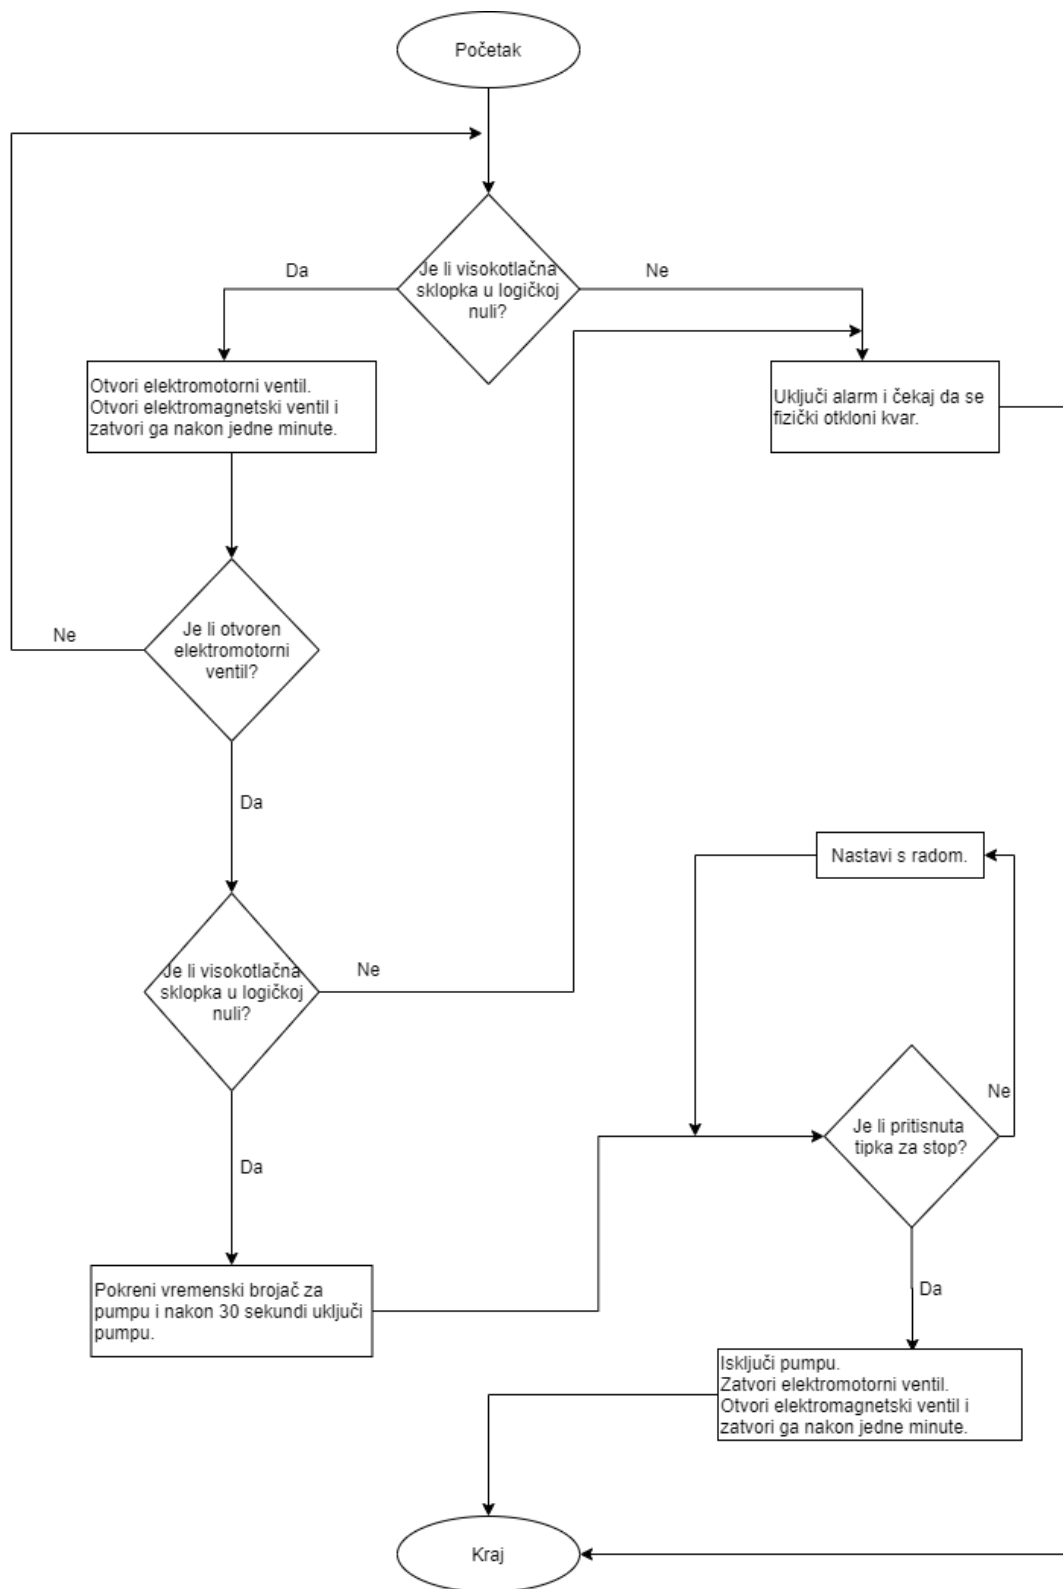 Početak
Je li visokotlačna
sklopka u logičkoj
nuli?
Da
Ne
Otvori elektromotorni ventil.
Otvori elektromagnetski ventil i
zatvori ga nakon jedne minute.
Uključi alarm i čekaj da se
fizički otkloni kvar.
Je li otvoren
elektromotorni
ventil?
Ne
Da
Nastavi s radom.
Je li visokotlačna
sklopka u logičkoj
nuli?
Ne
Da
Je li pritisnuta
tipka za stop?
Ne
Da
Pokreni vremenski brojač za
pumpu i nakon 30 sekundi uključi
pumpu.
Isključi pumpu.
Zatvori elektromotorni ventil.
Otvori elektromagnetski ventil i
zatvori ga nakon jedne minute.
Kraj